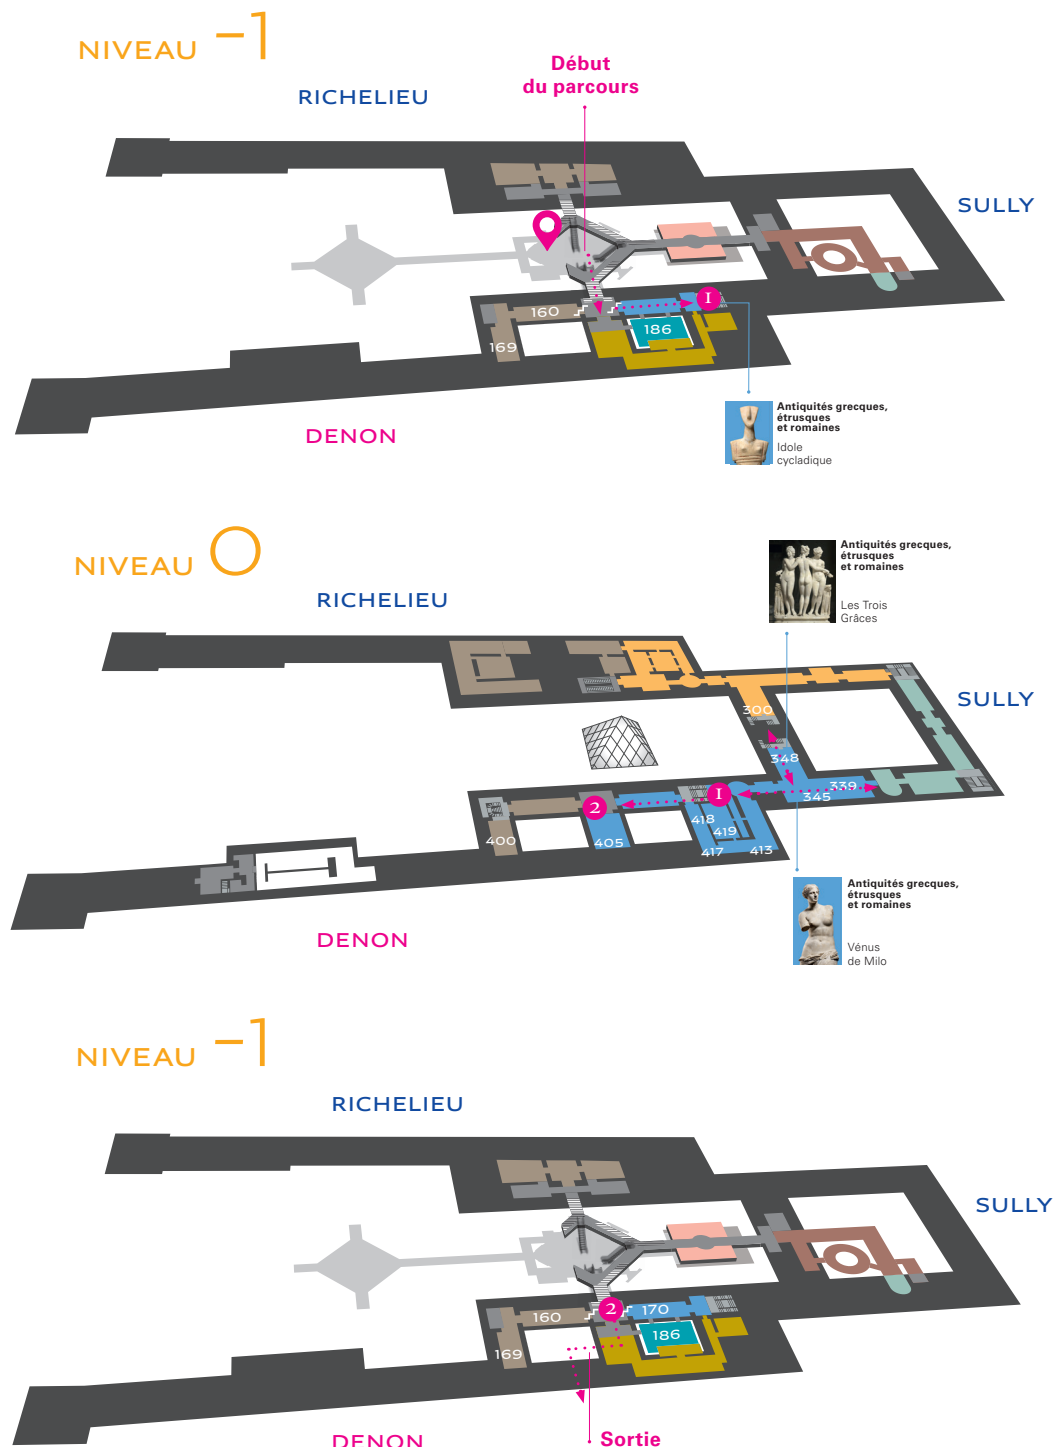 NIVEAU −1
Début
du parcours
RICHELIEU
SULLY
1
160
186
169
Antiquités grecques,
étrusques
et romaines
Idole
cycladique
DENON
NIVEAU 0
Antiquités grecques,
étrusques
et romaines
Les Trois
Grâces
RICHELIEU
SULLY
300
348
339
345
1
2
418
419
400
405
417
413
Antiquités grecques,
étrusques
et romaines
Vénus
de Milo
DENON
NIVEAU −1
RICHELIEU
SULLY
2
160
170
186
169
Sortie
DENON